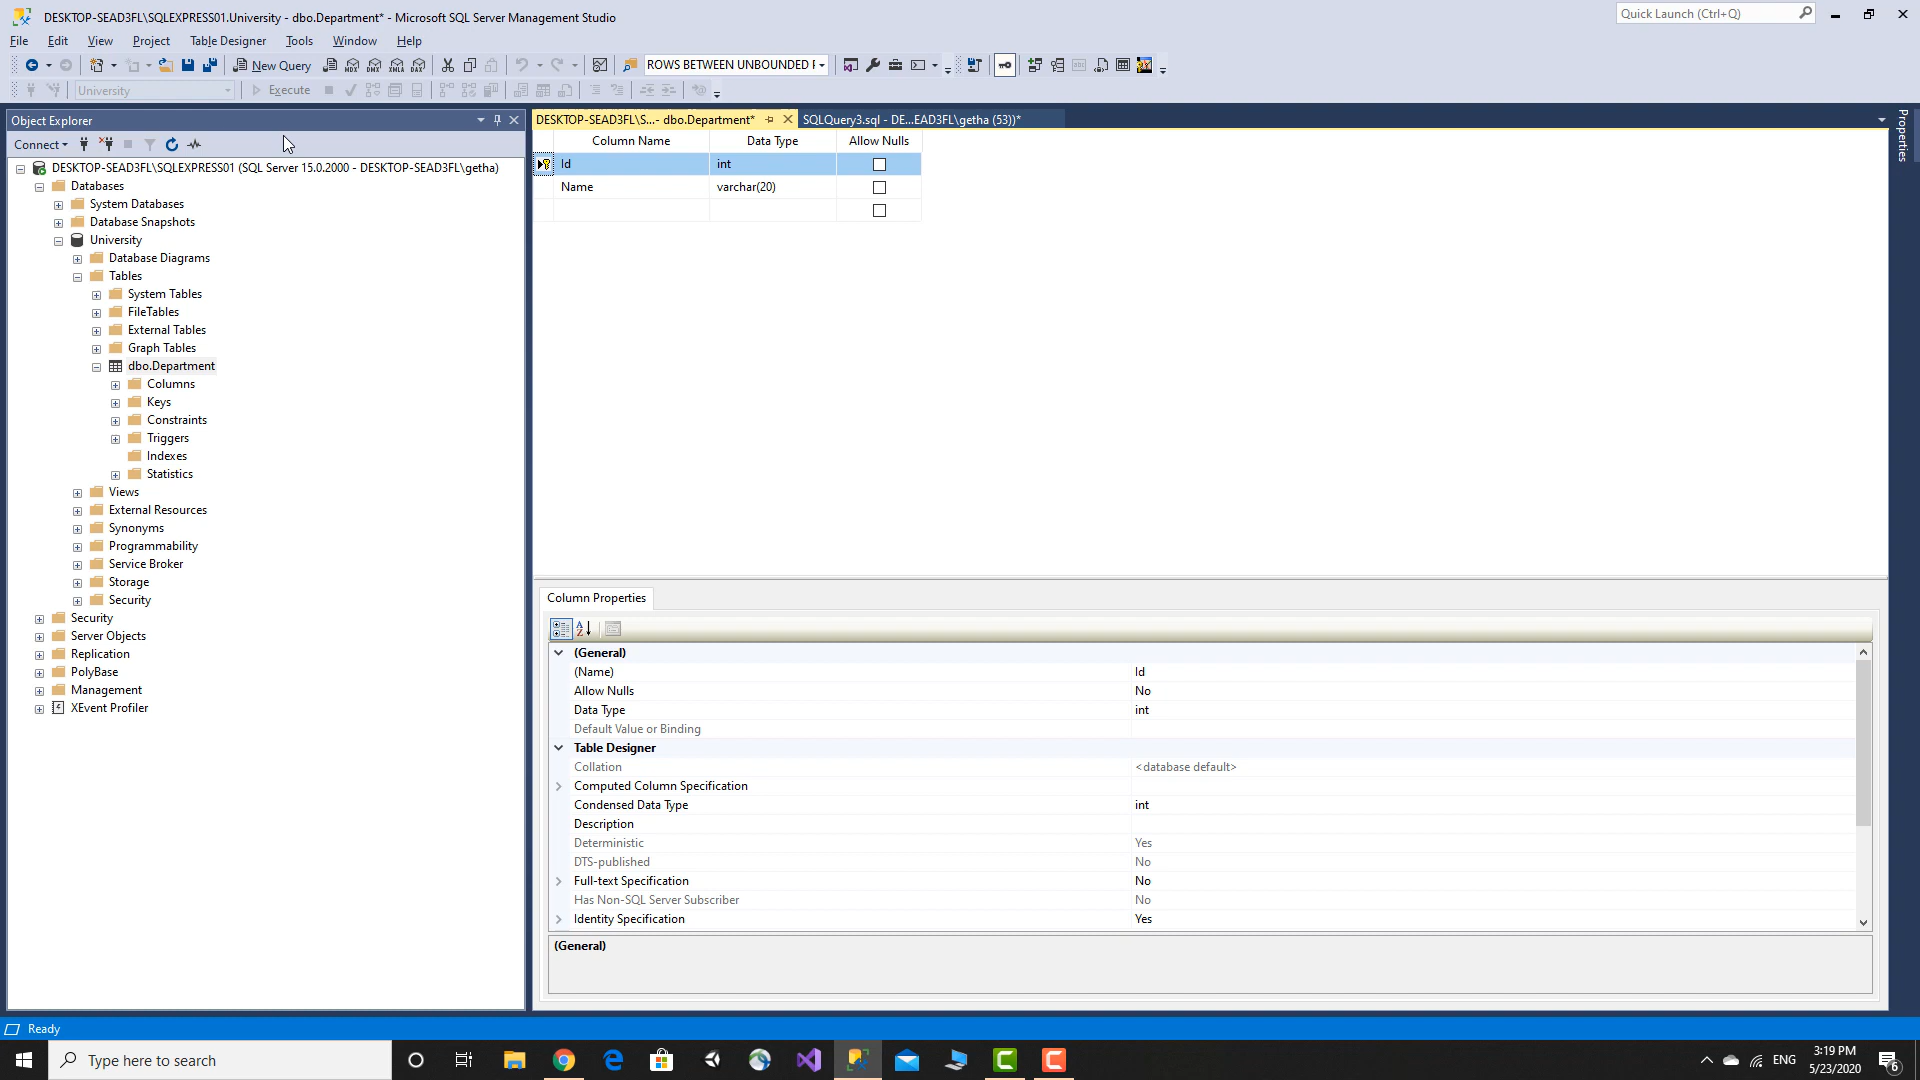 DESKTOP-SEAD3FL\SQLEXPRESS01.University - dbo.Department* - Microsoft SQL Server Management Studio
Quick Launch (Ctrl+Q)
File Edit View Project Table Designer Tools Window Help
New Query MDX DMX XMLA DAX ROWS BETWEEN UNBOUNDED
University Execute
Object Explorer
DESKTOP-SEAD3FL\S...- dbo.Department*
SQLQuery3.sql - DE...EAD3FL\getha (53))*
Properties
Connect
Column Name Data Type Allow Nulls
Id int
Name varchar(20)
DESKTOP-SEAD3FL\SQLEXPRESS01 (SQL Server 15.0.2000 - DESKTOP-SEAD3FL\getha)
Databases
System Databases
Database Snapshots
University
Database Diagrams
Tables
System Tables
FileTables
External Tables
Graph Tables
dbo.Department
Columns
Keys
Constraints
Triggers
Indexes
Statistics
Views
External Resources
Synonyms
Programmability
Service Broker
Storage
Security
Security
Server Objects
Replication
PolyBase
Management
XEvent Profiler
Column Properties
(General)
(Name) Id
Allow Nulls No
Data Type int
Default Value or Binding
Table Designer
Collation <database default>
Computed Column Specification
Condensed Data Type int
Description
Deterministic Yes
DTS-published No
Full-text Specification No
Has Non-SQL Server Subscriber No
Identity Specification Yes
(General)
Ready
Type here to search
ENG
3:19 PM
5/23/2020
6